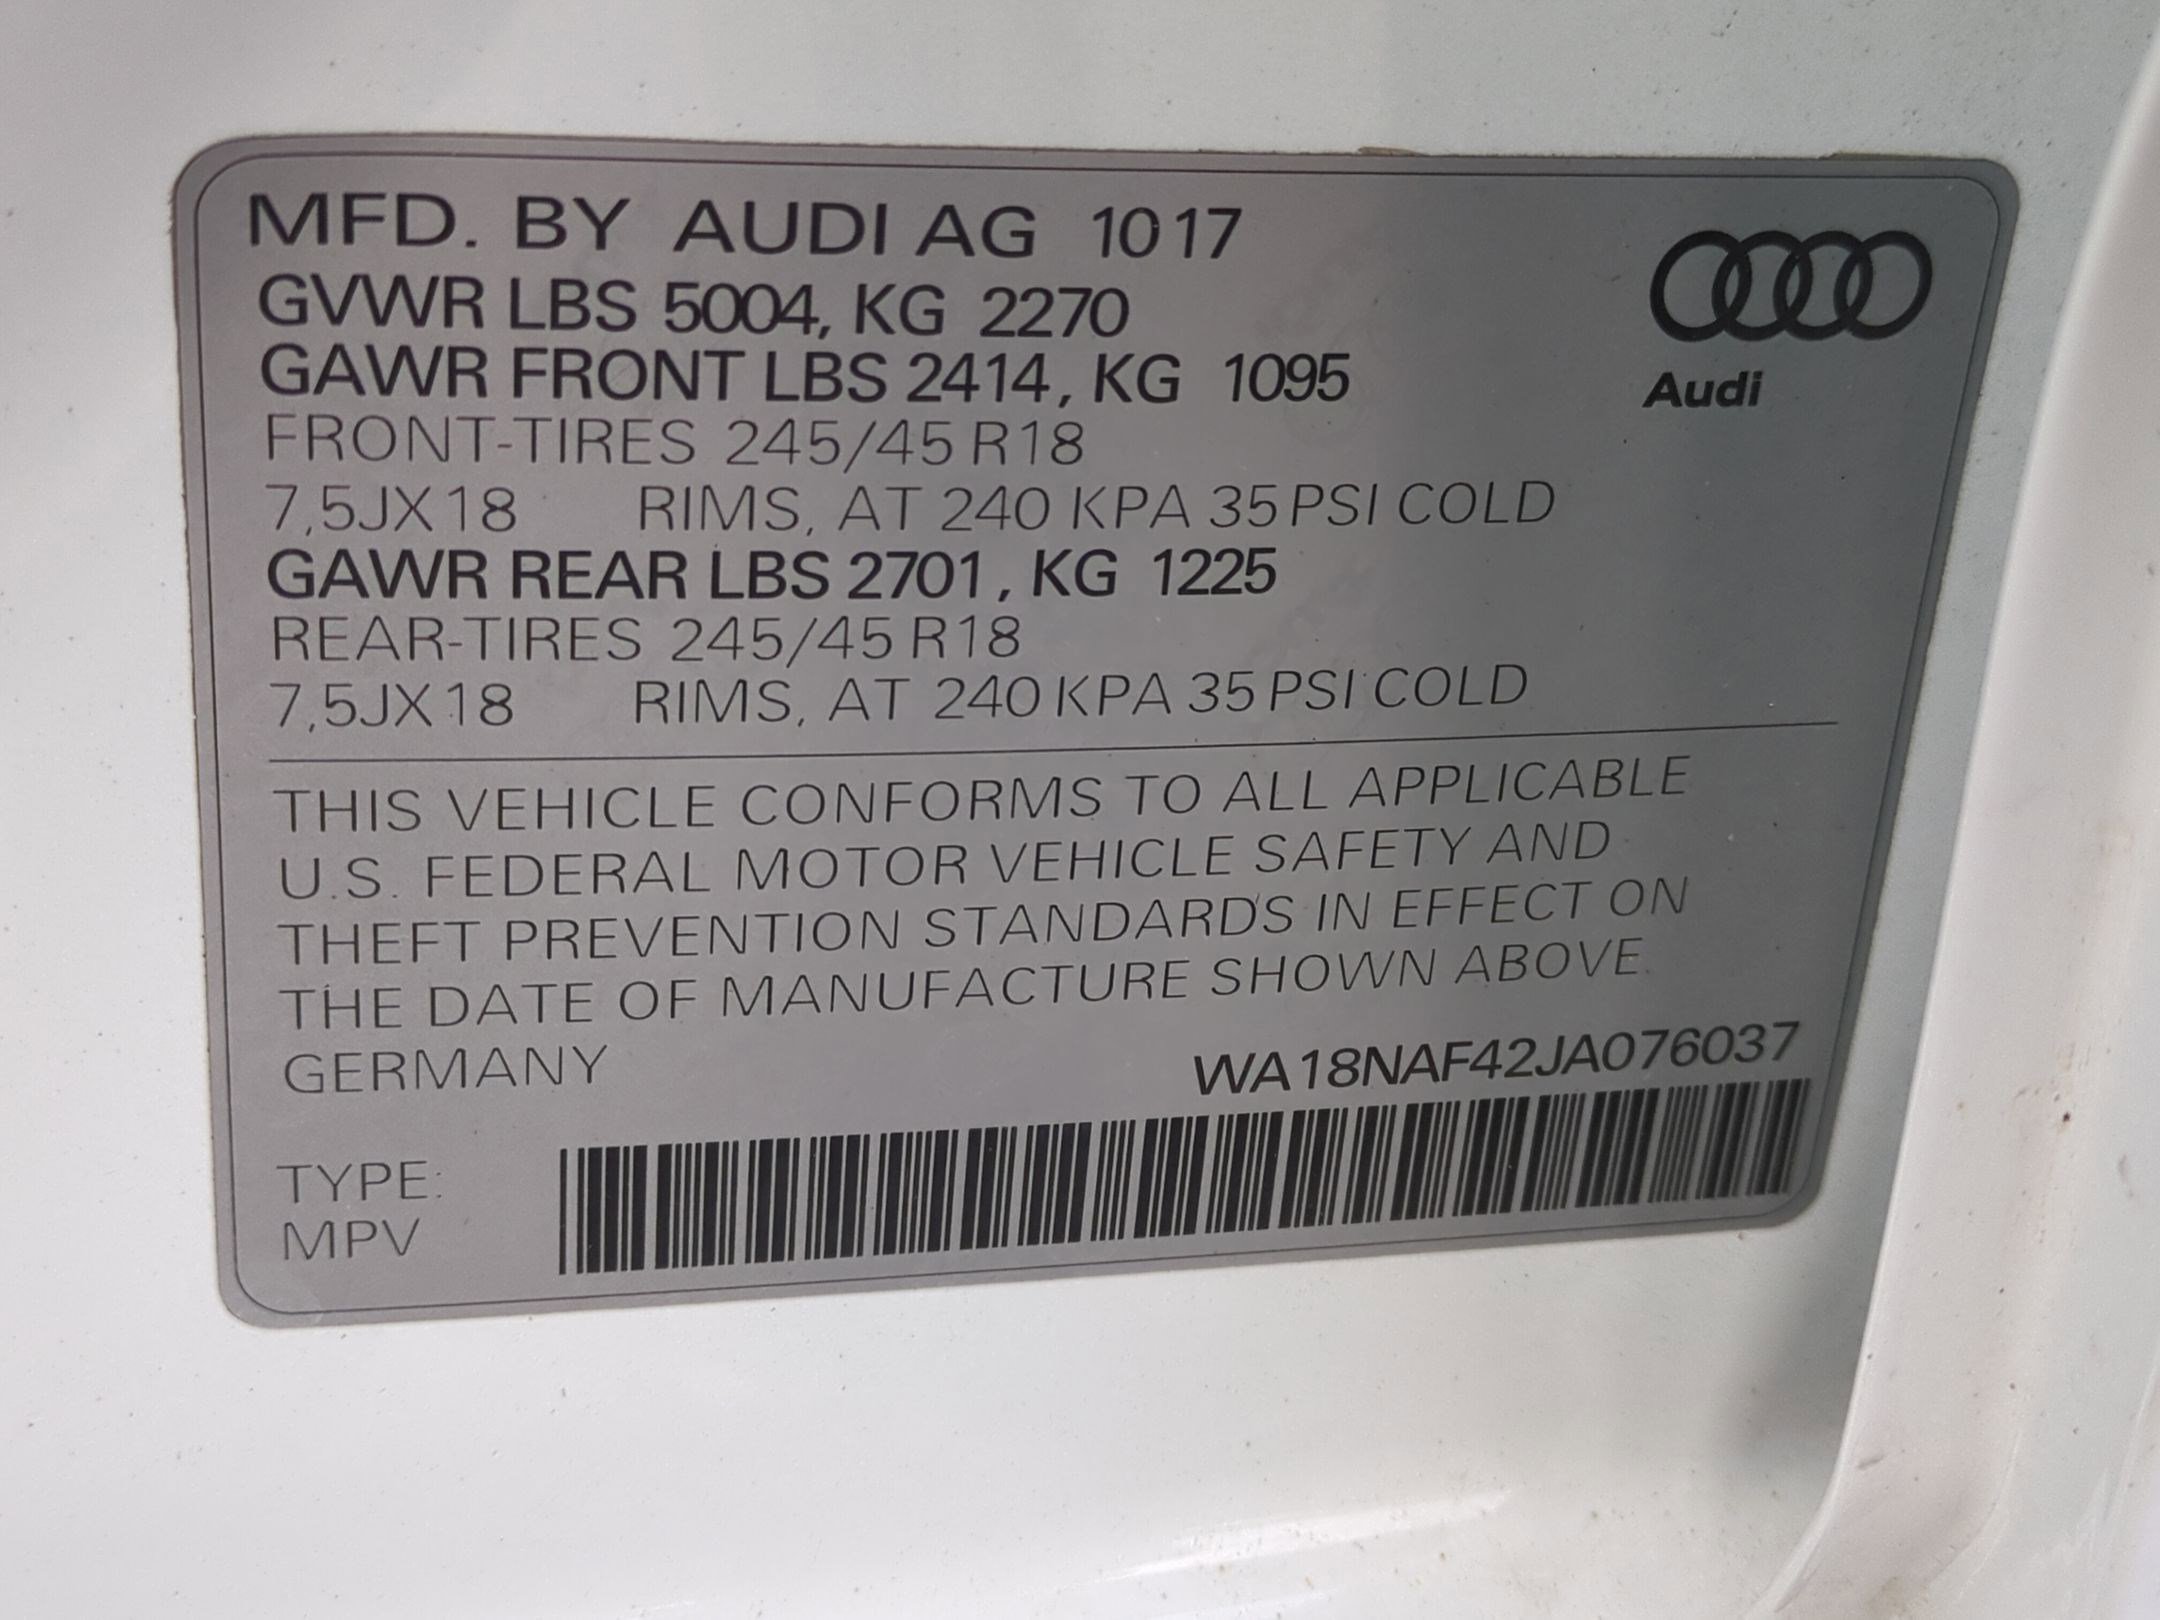 MFD. BY AUDI AG 10 17
GVWR LBS 5004, KG 2270
GAWR FRONT LBS 2414, KG 1095
FRONT-TIRES 245/45 R18
7,5JX18 RIMS, AT 240 KPA 35 PSI COLD
GAWR REAR LBS 2701, KG 1225
REAR-TIRES 245/45 R18
7,5JX18 RIMS, AT 240 KPA 35 PSI COLD
Audi
THIS VEHICLE CONFORMS TO ALL APPLICABLE
U.S. FEDERAL MOTOR VEHICLE SAFETY AND
THEFT PREVENTION STANDARDS IN EFFECT ON
THE DATE OF MANUFACTURE SHOWN ABOVE.
GERMANY WA18NAF42JA076037
TYPE:
MPV